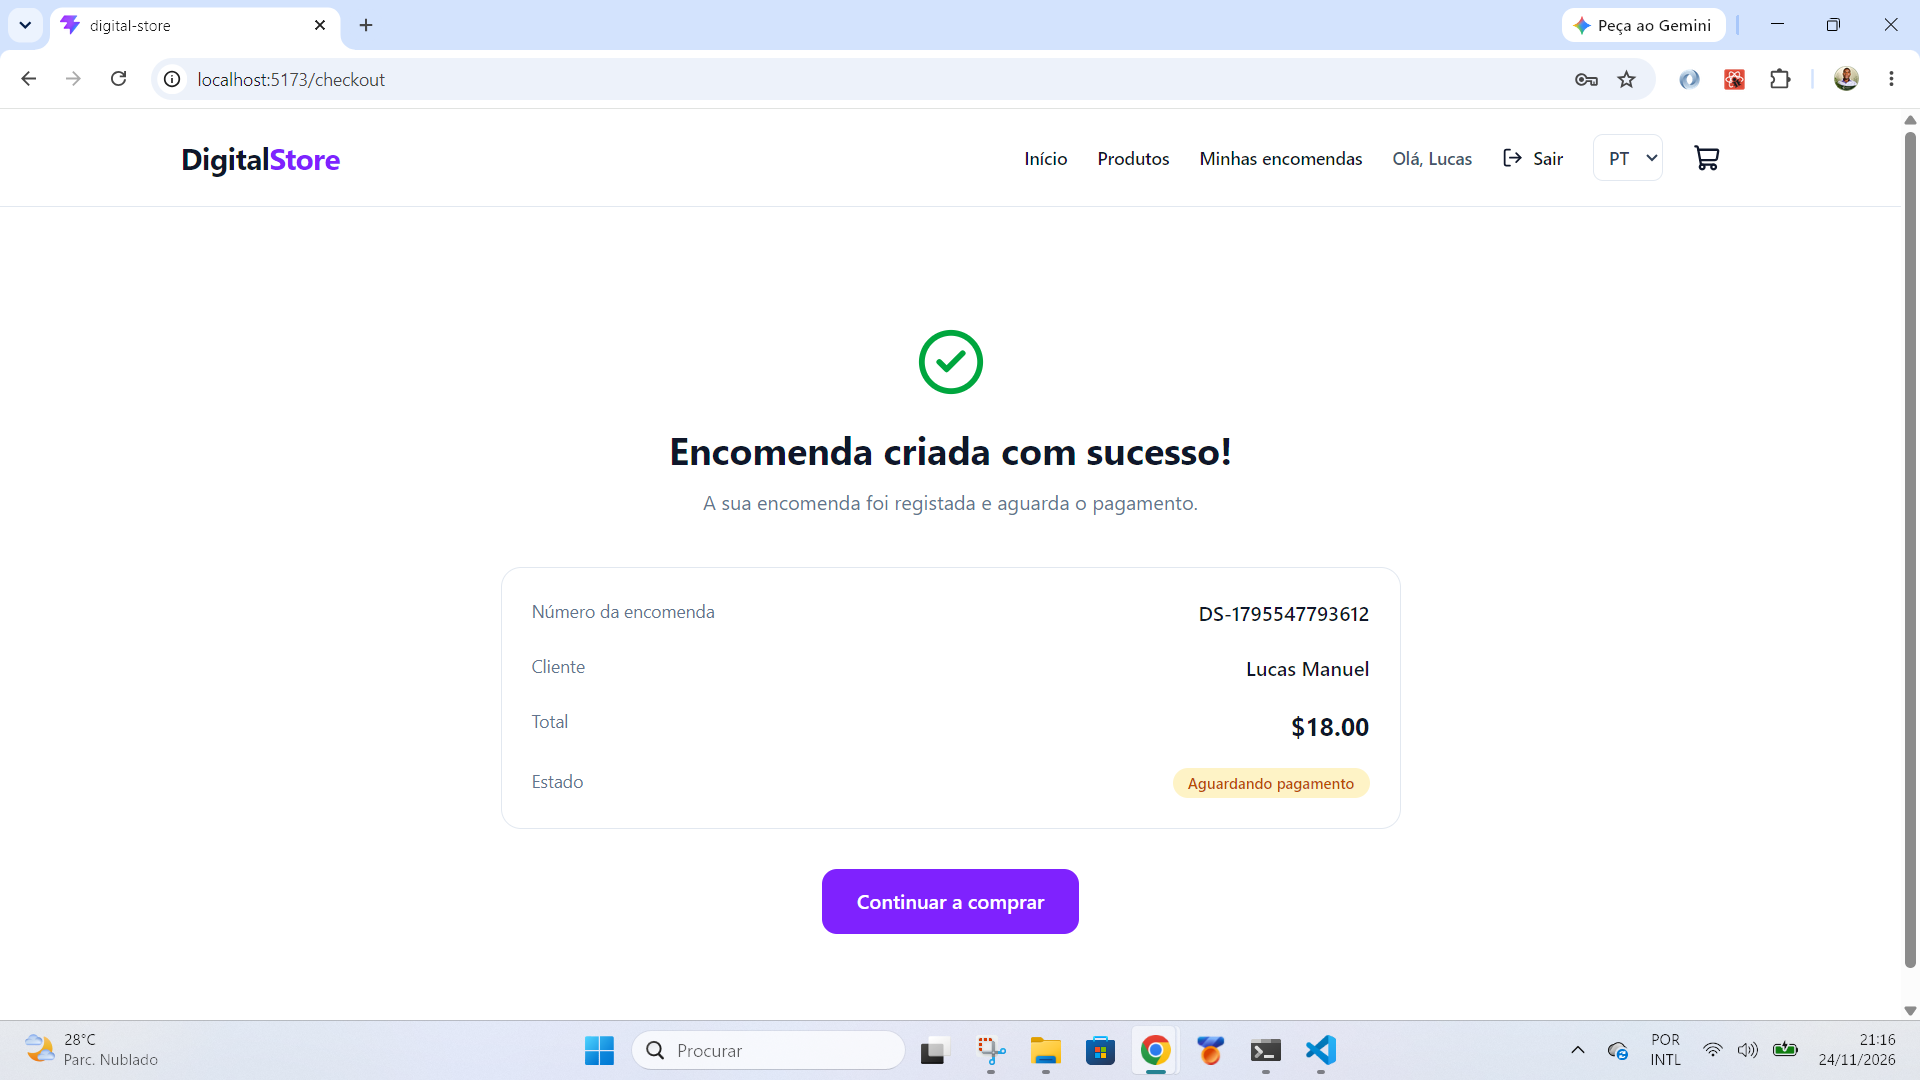 digital-store
Peça ao Gemini
localhost:5173/checkout
DigitalStore
Início
Produtos
Minhas encomendas
Olá, Lucas
Sair
PT
Encomenda criada com sucesso!
A sua encomenda foi registada e aguarda o pagamento.
Número da encomenda
DS-1795547793612
Cliente
Lucas Manuel
Total
$18.00
Estado
Aguardando pagamento
Continuar a comprar
28°C
Parc. Nublado
Procurar
POR
INTL
21:16
24/11/2026